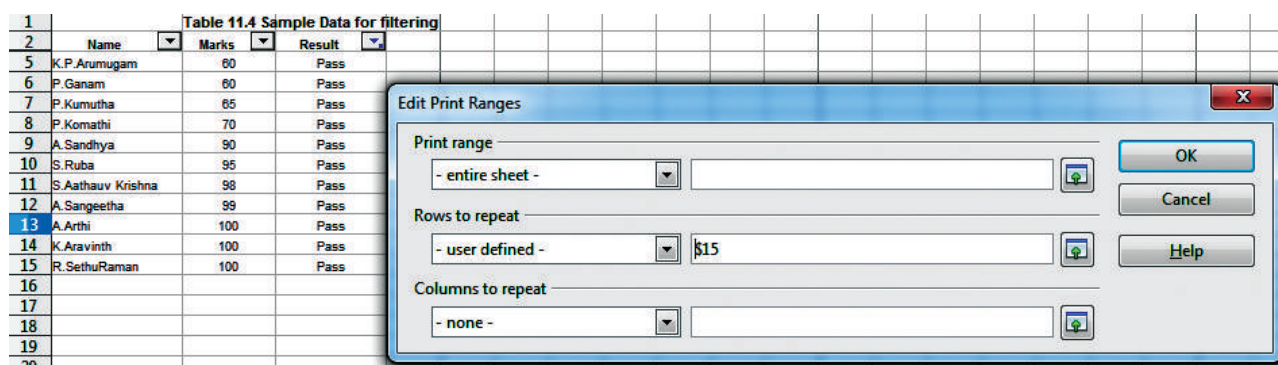 1 Table 11.4 Sample Data for filtering
2 Name Marks Result
5 K.P.Arumugam 60 Pass
6 P.Ganam 60 Pass
7 P.Kumutha 65 Pass
8 P.Komathi 70 Pass
9 A.Sandhya 90 Pass
10 S.Ruba 95 Pass
11 S.Aathauv Krishna 98 Pass
12 A.Sangeetha 99 Pass
13 A.Arthi 100 Pass
14 K.Aravinth 100 Pass
15 R.SethuRaman 100 Pass
16
17
18
19
Edit Print Ranges
Print range
- entire sheet -
Rows to repeat
- user defined - $15
Columns to repeat
- none -
OK
Cancel
Help